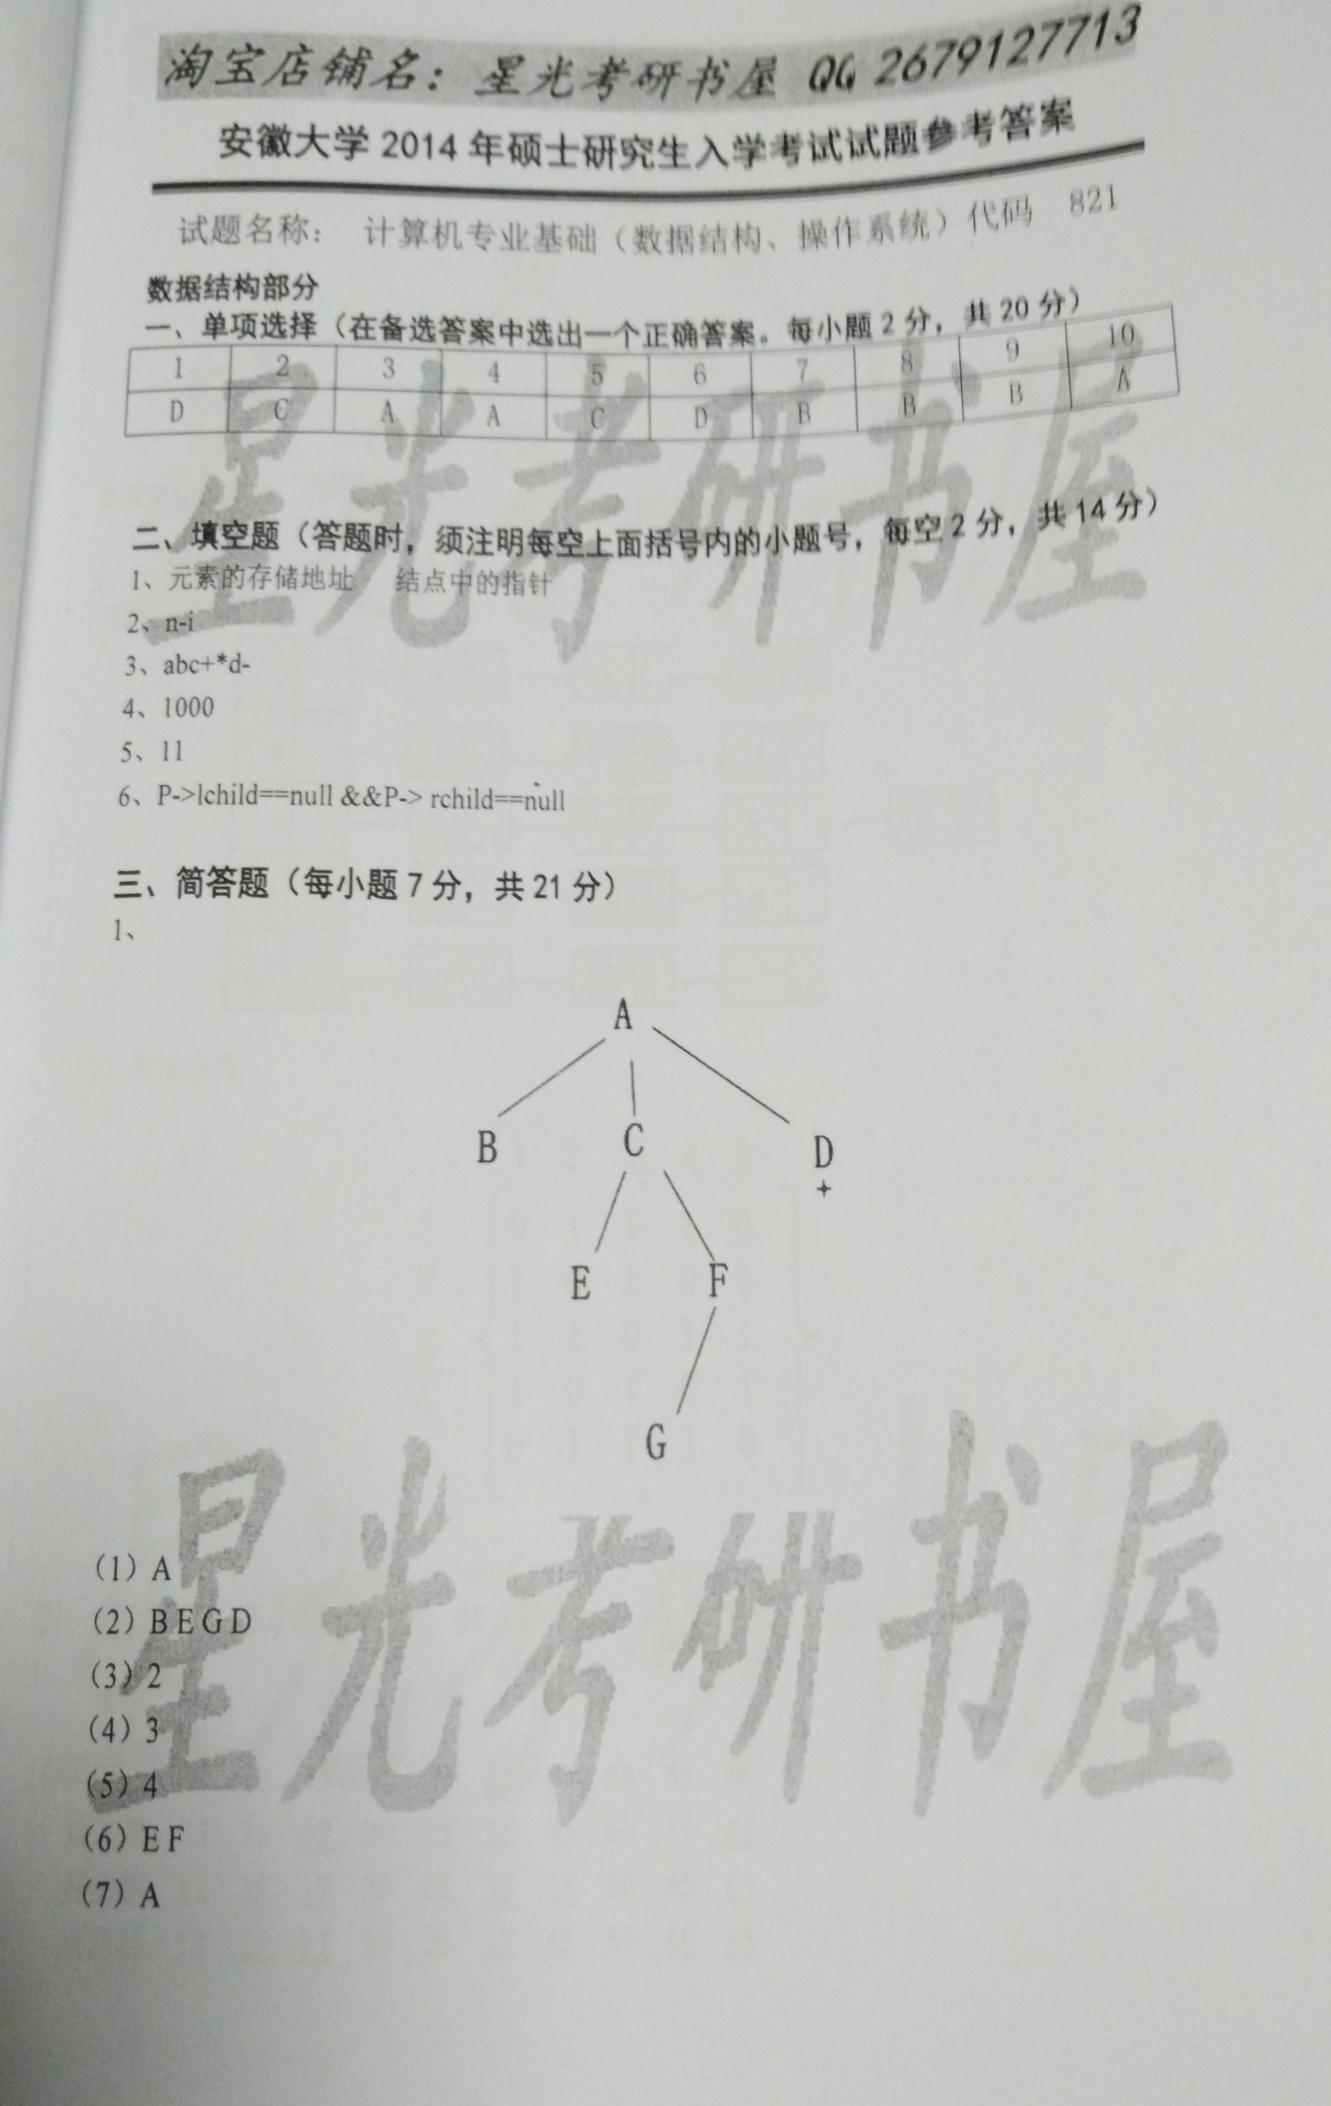 淘宝店铺名：星光考研书屋 QQ 2679127713
安徽大学 2014 年硕士研究生入学考试试题参考答案
试题名称： 计算机专业基础（数据结构、操作系统）代码 821
数据结构部分
一、单项选择（在备选答案中选出一个正确答案。每小题 2 分，共 20 分）
1 2 3 4 5 6 7 8 9 10
D C A A C D B B B A
星光考研书屋
二、填空题（答题时，须注明每空上面括号内的小题号，每空 2 分，共 14 分）
1、元素的存储地址 结点中的指针
2、n-i
3、abc+*d-
4、1000
5、11
6、P->lchild==null &&P-> rchild==null
三、简答题（每小题 7 分，共 21 分）
1、
A
B C D
E F
G
星光考研书屋
（1）A
（2）B E G D
（3）2
（4）3
（5）4
（6）E F
（7）A